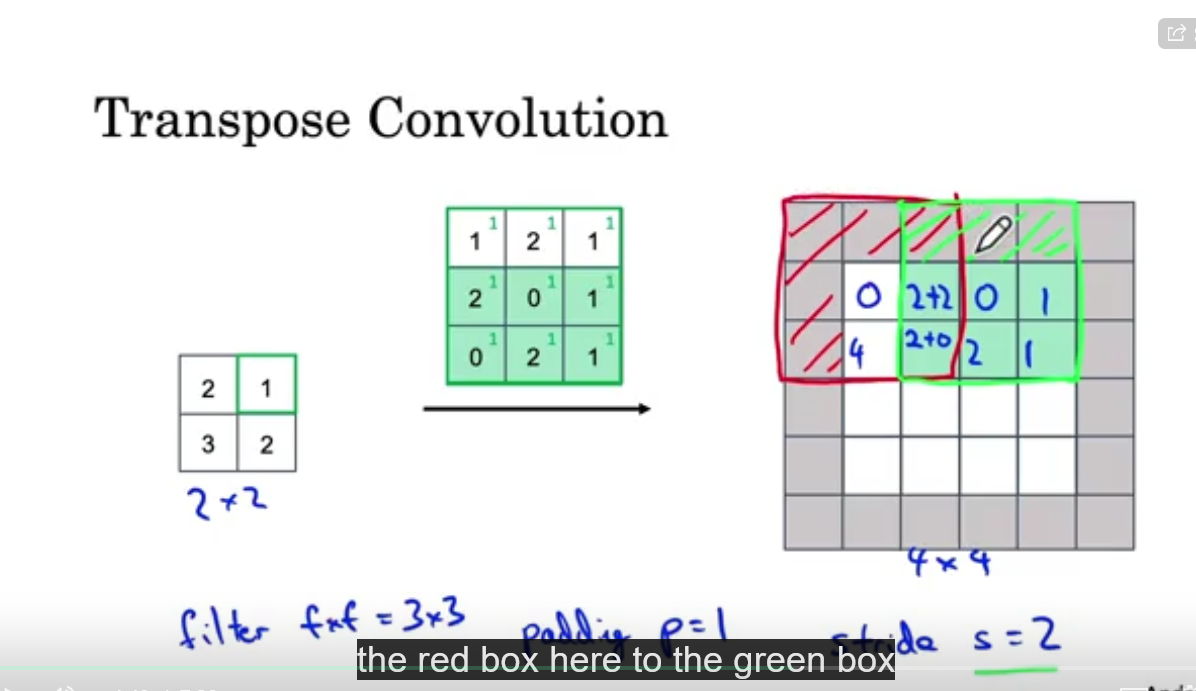 Transpose Convolution
1 1 2 1 1 1
2 1 0 1 1 1
0 1 2 1 1 1
0 2+2 0 1
4 2+0 2 1
2 1
3 2
2 × 2
4 × 4
filter f×f = 3×3 padding p=1 stride s=2
the red box here to the green box